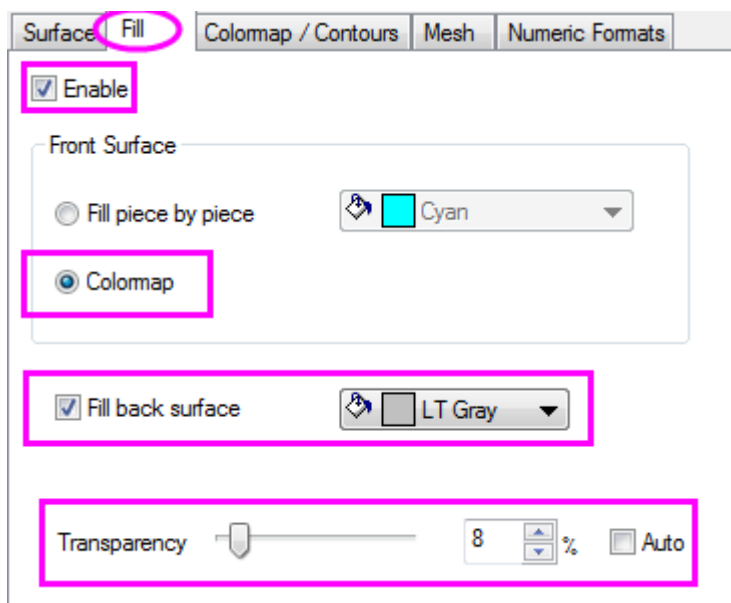 Surface Fill Colormap / Contours Mesh Numeric Formats
Enable
Front Surface
Fill piece by piece Cyan
Colormap
Fill back surface LT Gray
Transparency 8 % Auto